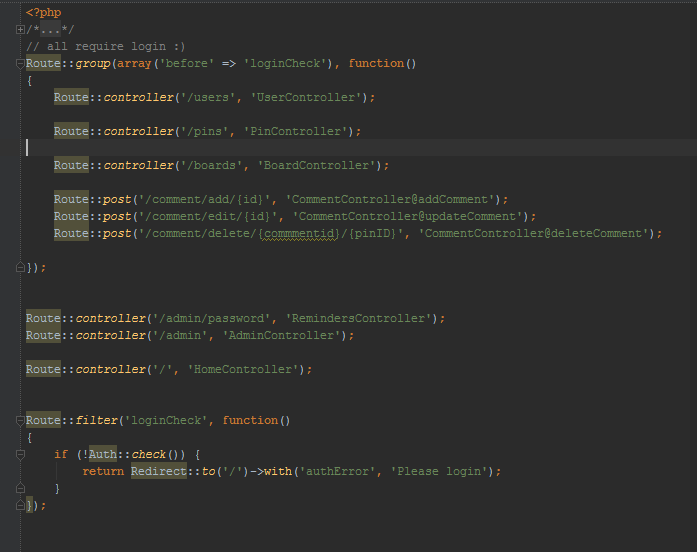 <?php
/*...*/
// all require login :)
Route::group(array('before' => 'loginCheck'), function()
{
    Route::controller('/users', 'UserController');
    Route::controller('/pins', 'PinController');
    Route::controller('/boards', 'BoardController');
    Route::post('/comment/add/{id}', 'CommentController@addComment');
    Route::post('/comment/edit/{id}', 'CommentController@updateComment');
    Route::post('/comment/delete/{commmentid}/{pinID}', 'CommentController@deleteComment');
});
Route::controller('/admin/password', 'RemindersController');
Route::controller('/admin', 'AdminController');
Route::controller('/', 'HomeController');
Route::filter('loginCheck', function()
{
    if (!Auth::check()) {
        return Redirect::to('/')->with('authError', 'Please login');
    }
});